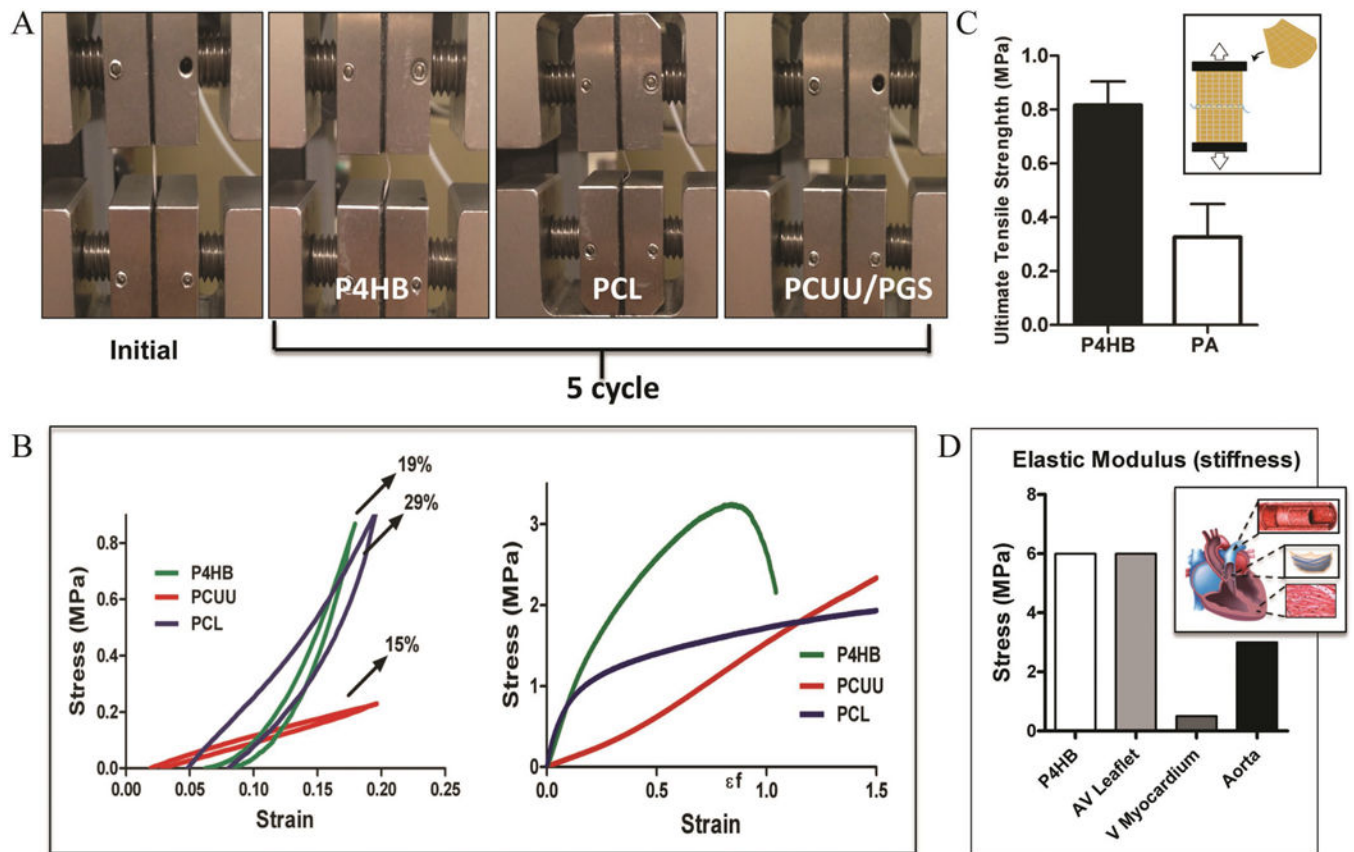 A
P4HB
PCL
PCUU/PGS
Initial
5 cycle
C
Ultimate Tensile Strenghth (MPa)
1.0
0.8
0.6
0.4
0.2
0.0
P4HB
PA
B
Stress (MPa)
0.8
0.6
0.4
0.2
0.0
0.00
0.05
0.10
0.15
0.20
0.25
Strain
P4HB
PCUU
PCL
19%
29%
15%
Stress (MPa)
3
2
1
0
0.0
0.5
εf
1.0
1.5
Strain
P4HB
PCUU
PCL
D
Elastic Modulus (stiffness)
Stress (MPa)
8
6
4
2
0
P4HB
AV Leaflet
V Myocardium
Aorta